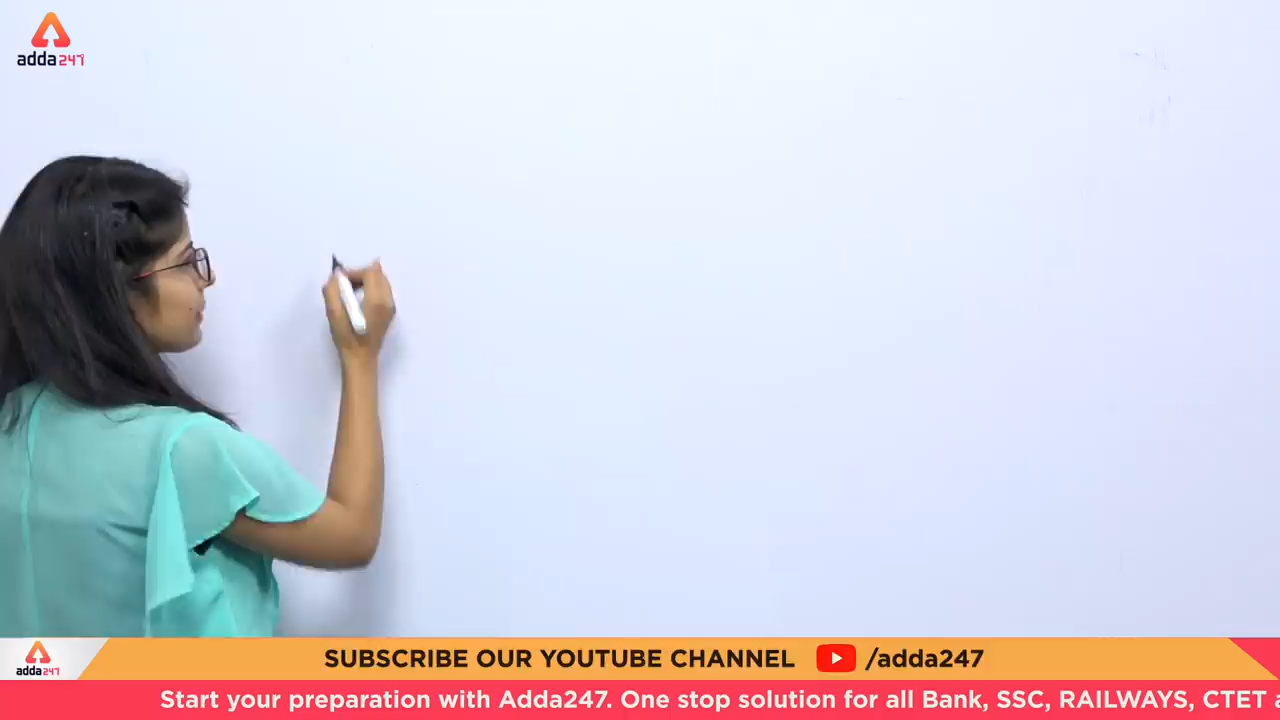 adda247
adda247
SUBSCRIBE OUR YOUTUBE CHANNEL /adda247
Start your preparation with Adda247. One stop solution for all Bank, SSC, RAILWAYS, CTET